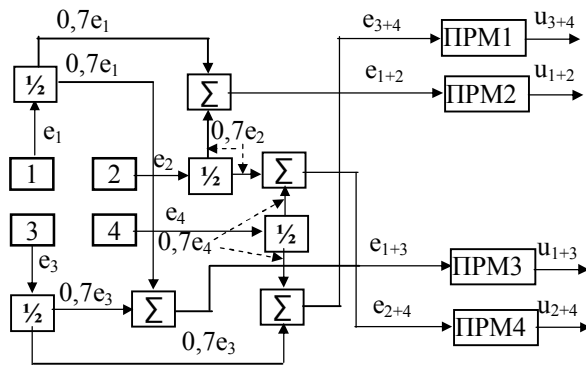 0,7e₁
0,7e₁
e₃₊₄
ПРМ1
u₃₊₄
½
Σ
e₁₊₂
ПРМ2
u₁₊₂
e₁
0,7e₂
1
2
e₂
½
Σ
3
4
e₄
½
e₃
0,7e₄
e₁₊₃
ПРМ3
u₁₊₃
½
0,7e₃
Σ
Σ
e₂₊₄
ПРМ4
u₂₊₄
0,7e₃